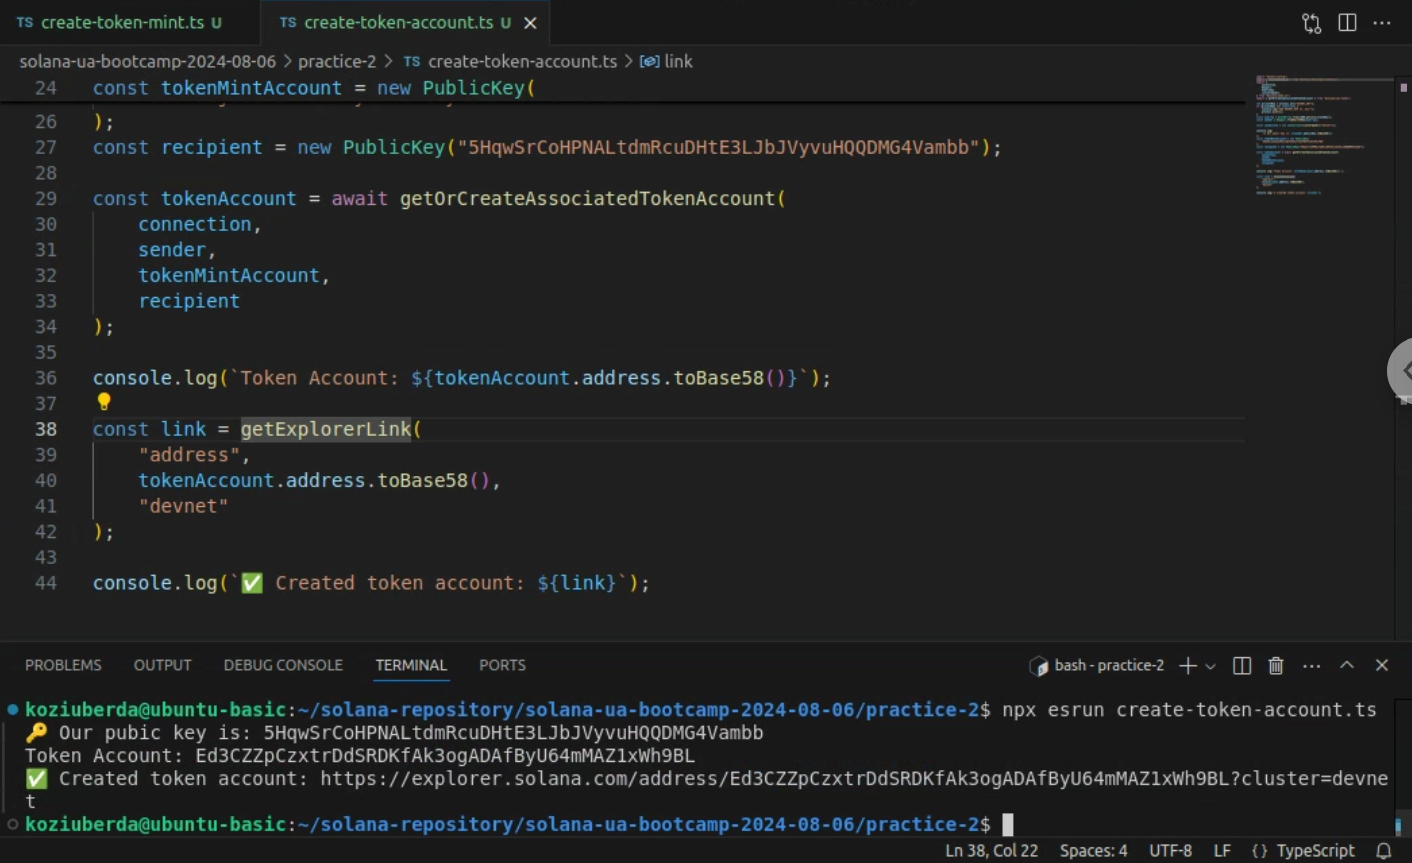 TS create-token-mint.ts U
TS create-token-account.ts U
solana-ua-bootcamp-2024-08-06 > practice-2 > TS create-token-account.ts > link
24 const tokenMintAccount = new PublicKey(
26 );
27 const recipient = new PublicKey("5HqwSrCoHPNALtdmRcuDHtE3LJbJVyvuHQQDMG4Vambb");
28
29 const tokenAccount = await getOrCreateAssociatedTokenAccount(
30 connection,
31 sender,
32 tokenMintAccount,
33 recipient
34 );
35
36 console.log(`Token Account: ${tokenAccount.address.toBase58()}`);
37
38 const link = getExplorerLink(
39 "address",
40 tokenAccount.address.toBase58(),
41 "devnet"
42 );
43
44 console.log(`✅ Created token account: ${link}`);
PROBLEMS OUTPUT DEBUG CONSOLE TERMINAL PORTS
bash - practice-2
koziuberda@ubuntu-basic:~/solana-repository/solana-ua-bootcamp-2024-08-06/practice-2$ npx esrun create-token-account.ts
🔑 Our pubic key is: 5HqwSrCoHPNALtdmRcuDHtE3LJbJVyvuHQQDMG4Vambb
Token Account: Ed3CZZpCzxtrDdSRDKfAk3ogADAfByU64mMAZ1xWh9BL
✅ Created token account: https://explorer.solana.com/address/Ed3CZZpCzxtrDdSRDKfAk3ogADAfByU64mMAZ1xWh9BL?cluster=devne
t
koziuberda@ubuntu-basic:~/solana-repository/solana-ua-bootcamp-2024-08-06/practice-2$
Ln 38, Col 22 Spaces: 4 UTF-8 LF {} TypeScript